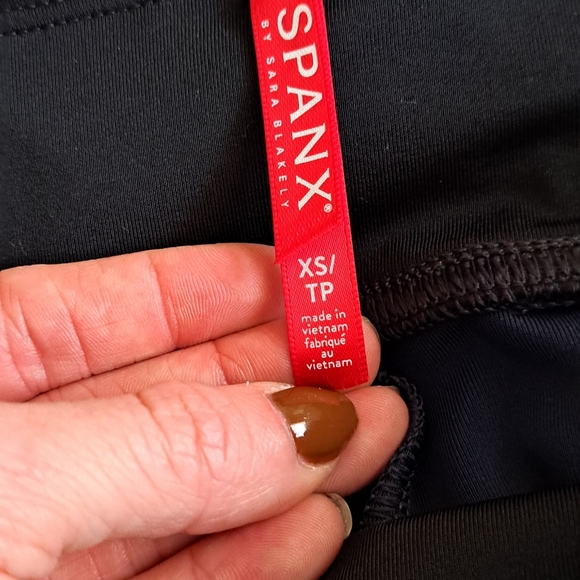 SPANX®
BY SARA BLAKELY
XS/
TP
made in
vietnam
fabriqué
au
vietnam